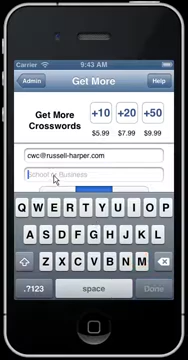 Carrier 9:43 AM
Admin Get More Help
Get More Crosswords
+10 +20 +50
$5.99 $7.99 $9.99
cwc@russell-harper.com
School or Business
Q W E R T Y U I O P
A S D F G H J K L
Z X C V B N M
.?123 space Done